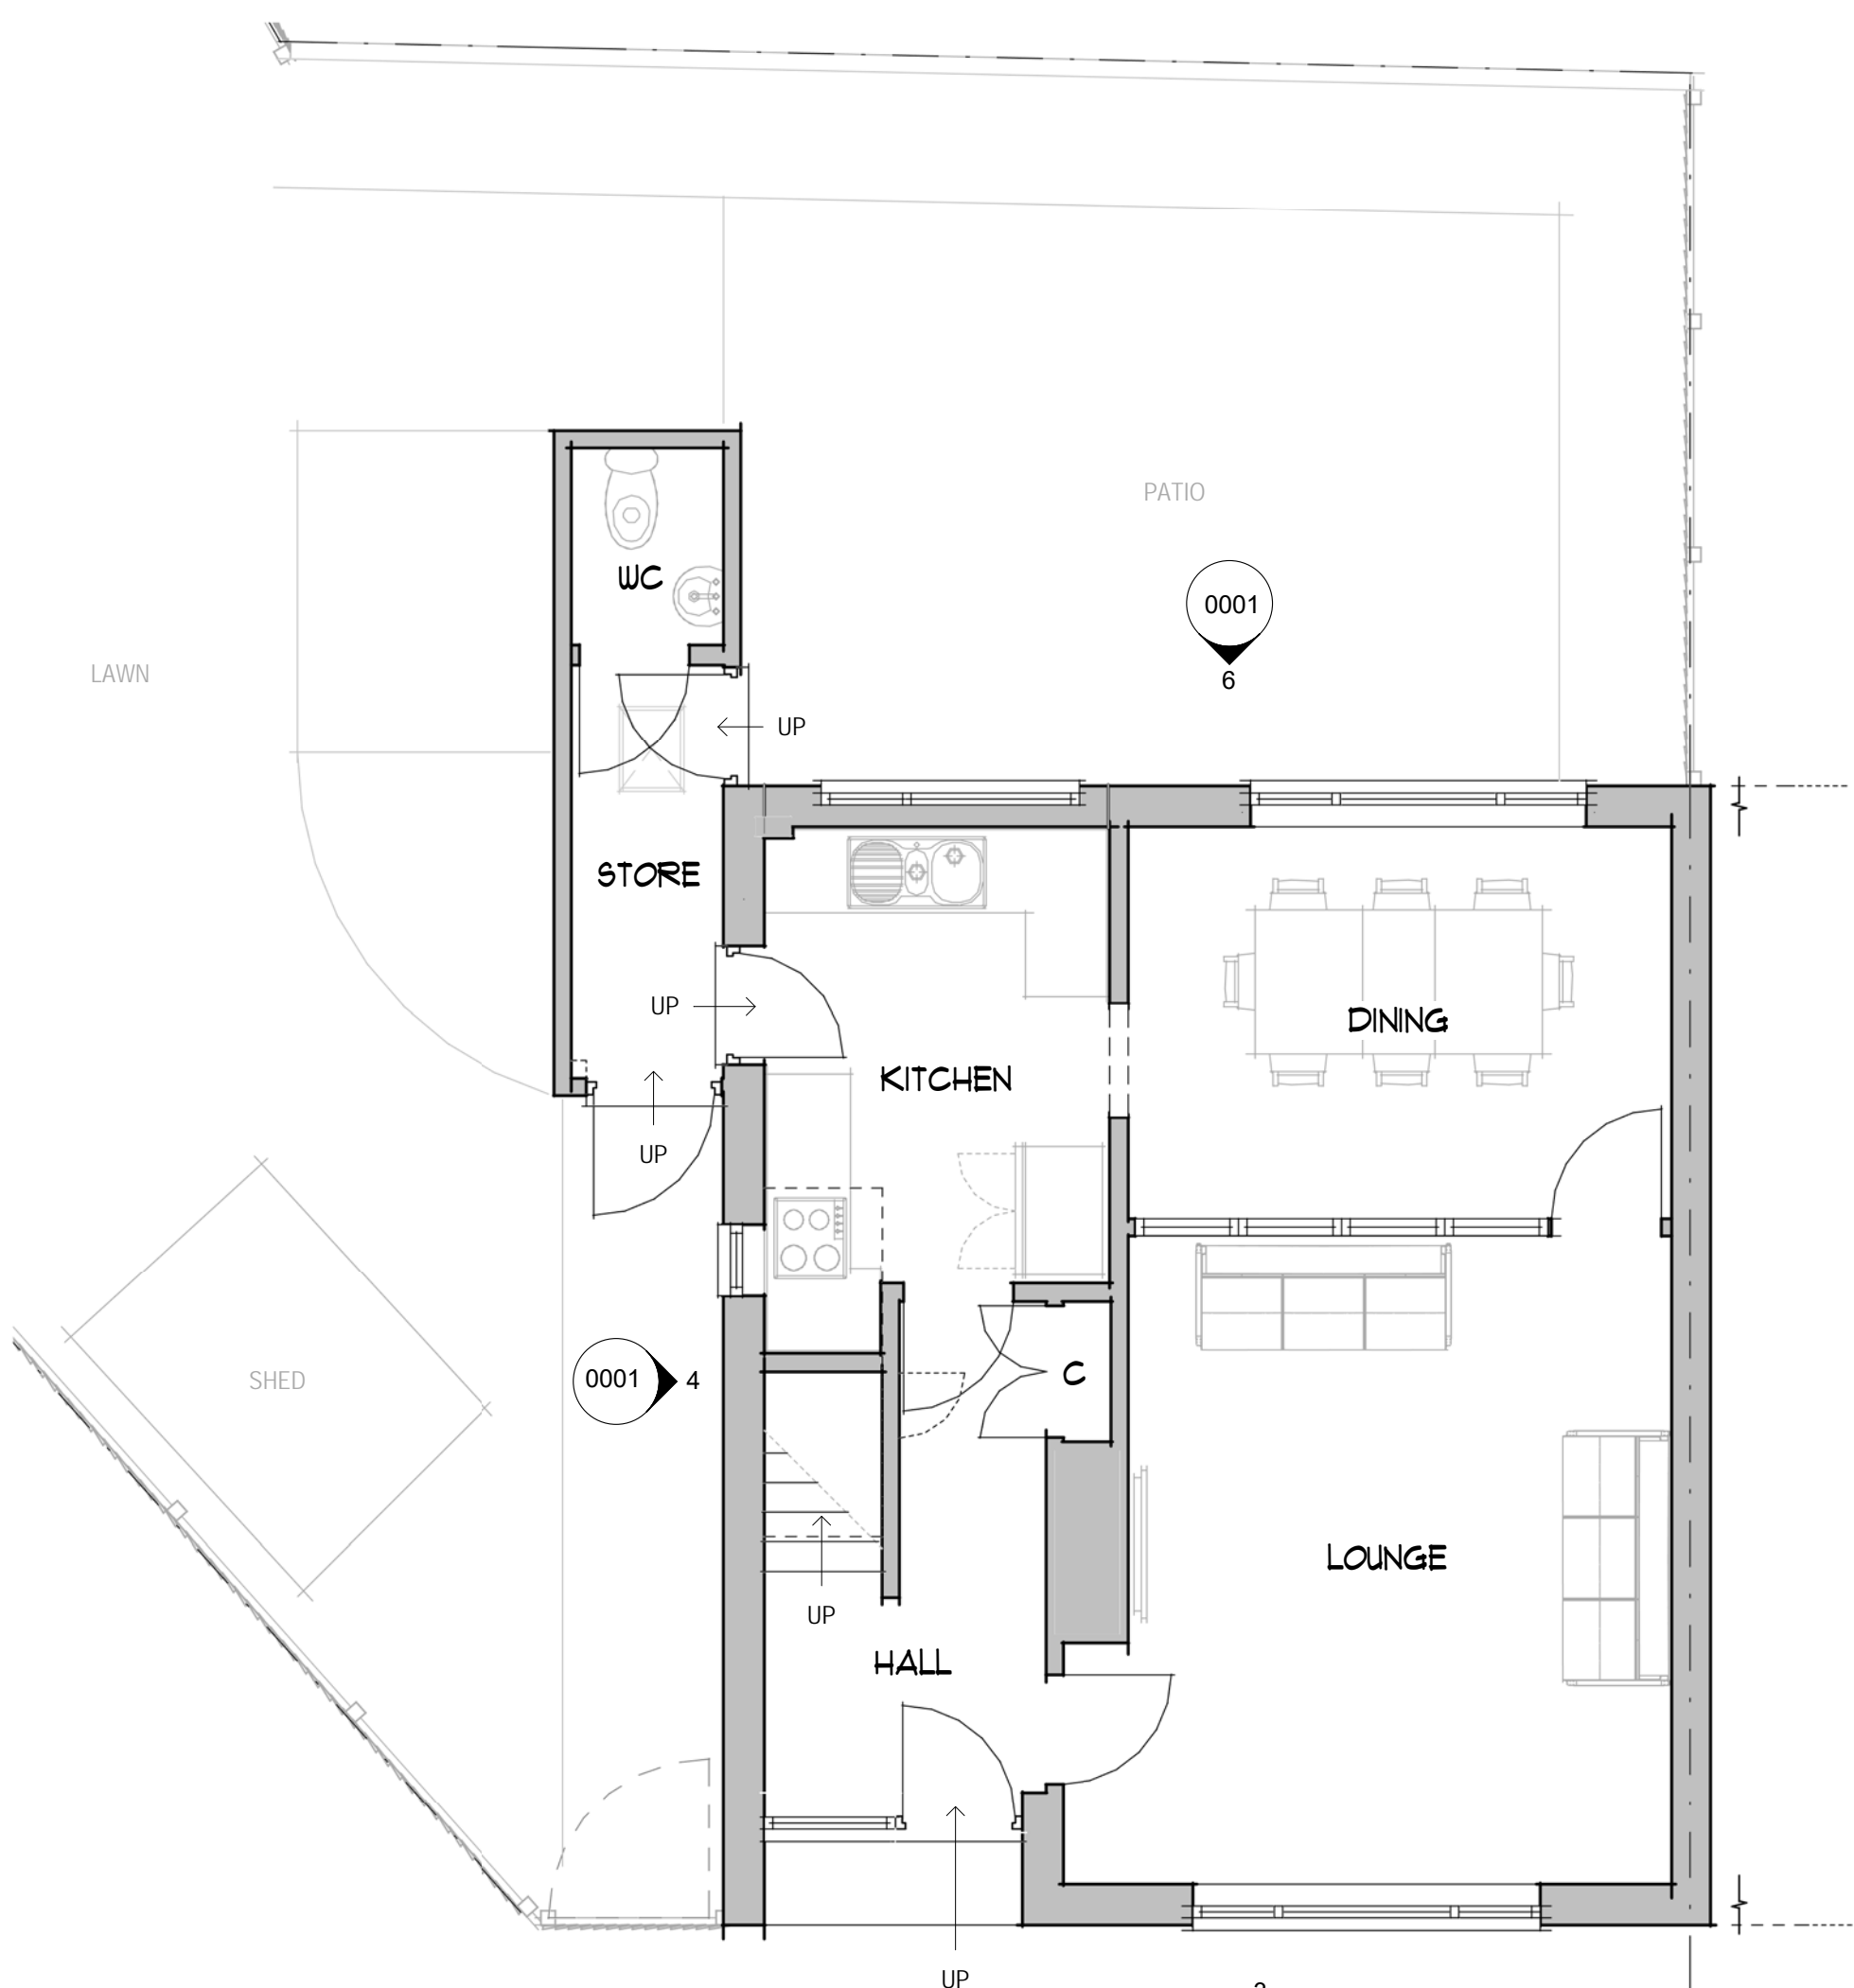 PATIO
WC
0001
6
LAWN
UP
STORE
UP
DINING
KITCHEN
UP
C
0001
4
SHED
LOUNGE
UP
HALL
UP